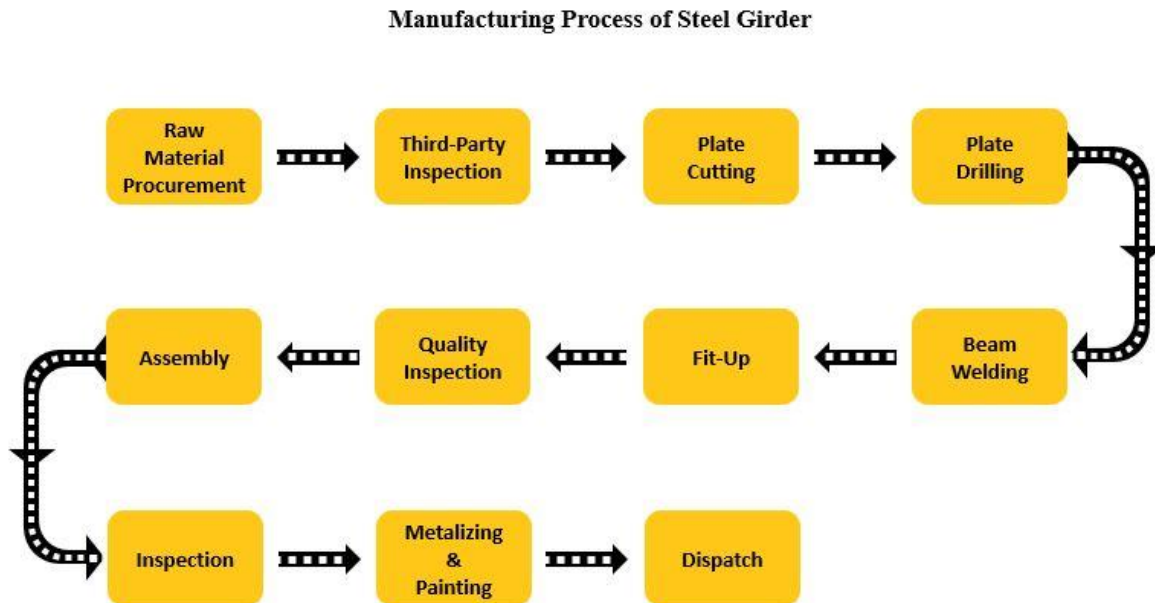 Manufacturing Process of Steel Girder
Raw
Material
Procurement
Third-Party
Inspection
Plate
Cutting
Plate
Drilling
Beam
Welding
Fit-Up
Quality
Inspection
Assembly
Inspection
Metalizing
&
Painting
Dispatch